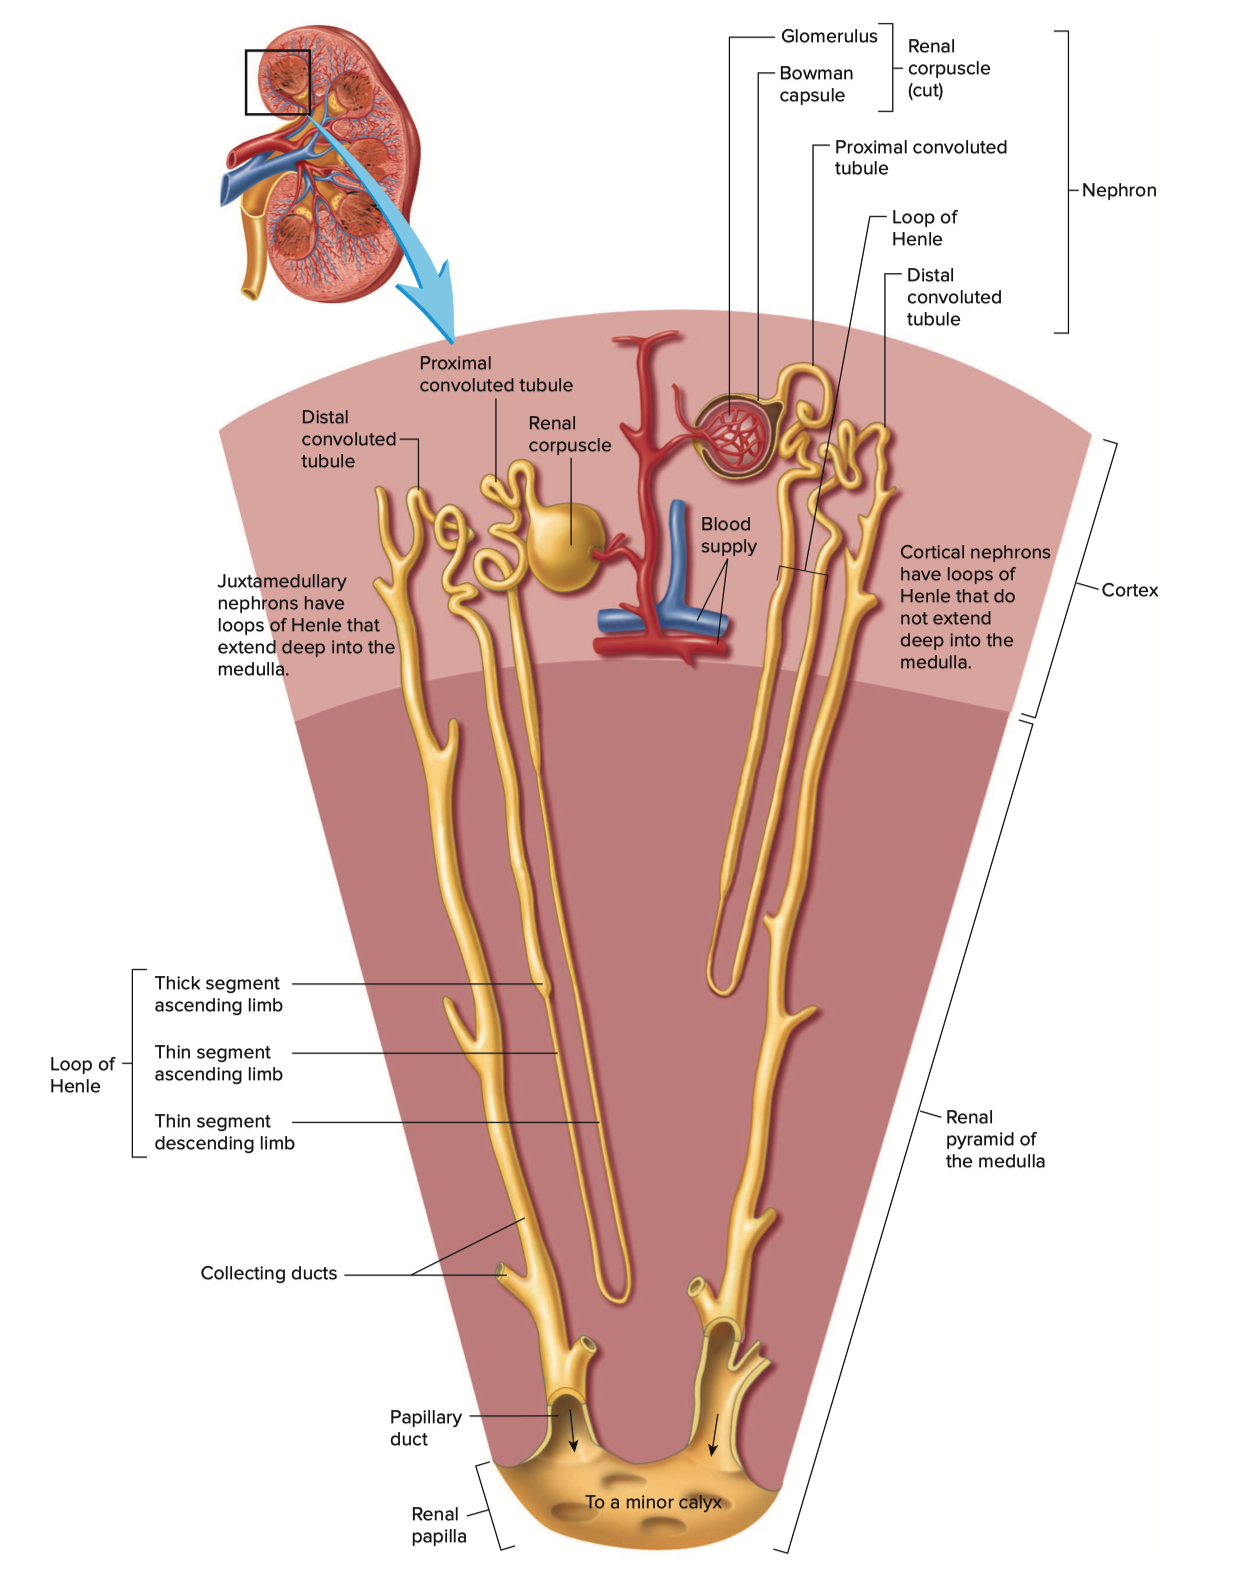 Glomerulus
Bowman
capsule
Renal
corpuscle
(cut)
Proximal convoluted
tubule
Nephron
Loop of
Henle
Distal
convoluted
tubule
Proximal
convoluted tubule
Distal
convoluted
tubule
Renal
corpuscle
Blood
supply
Juxtamedullary
nephrons have
loops of Henle that
extend deep into the
medulla.
Cortical nephrons
have loops of
Henle that do
not extend
deep into the
medulla.
Cortex
Thick segment
ascending limb
Loop of
Henle
Thin segment
ascending limb
Thin segment
descending limb
Renal
pyramid of
the medulla
Collecting ducts
Papillary
duct
To a minor calyx
Renal
papilla